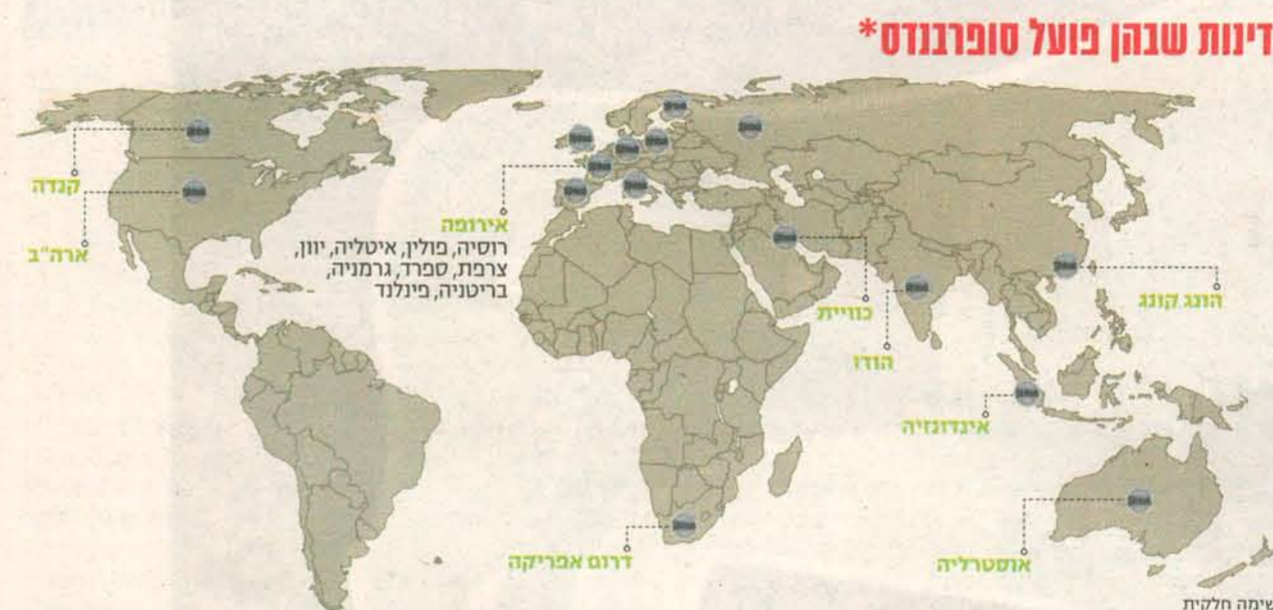 דינות שבהן פועל סופרבנדס*
קנדה
ארה"ב
אירופה
רוסיה, פולין, איטליה, יוון,
צרפת, ספרד, גרמניה,
בריטניה, פינלנד
כוויית
הודו
הונג קונג
אינדונזיה
אוסטרליה
דרום אפריקה
שימה חלקית